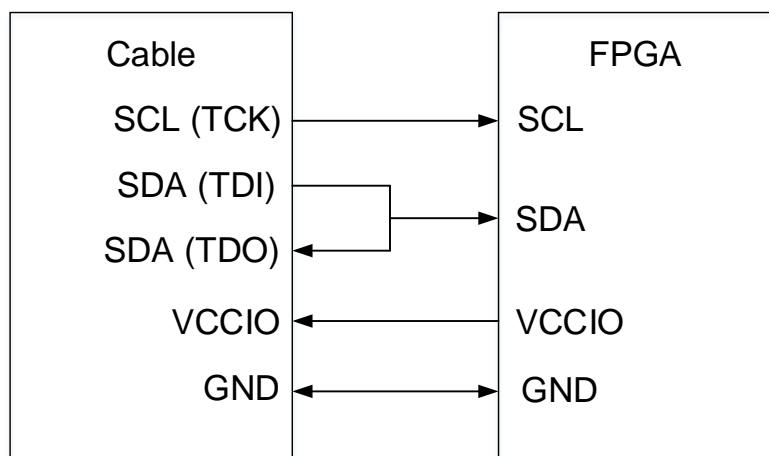 Cable
SCL (TCK)
SDA (TDI)
SDA (TDO)
VCCIO
GND
FPGA
SCL
SDA
VCCIO
GND